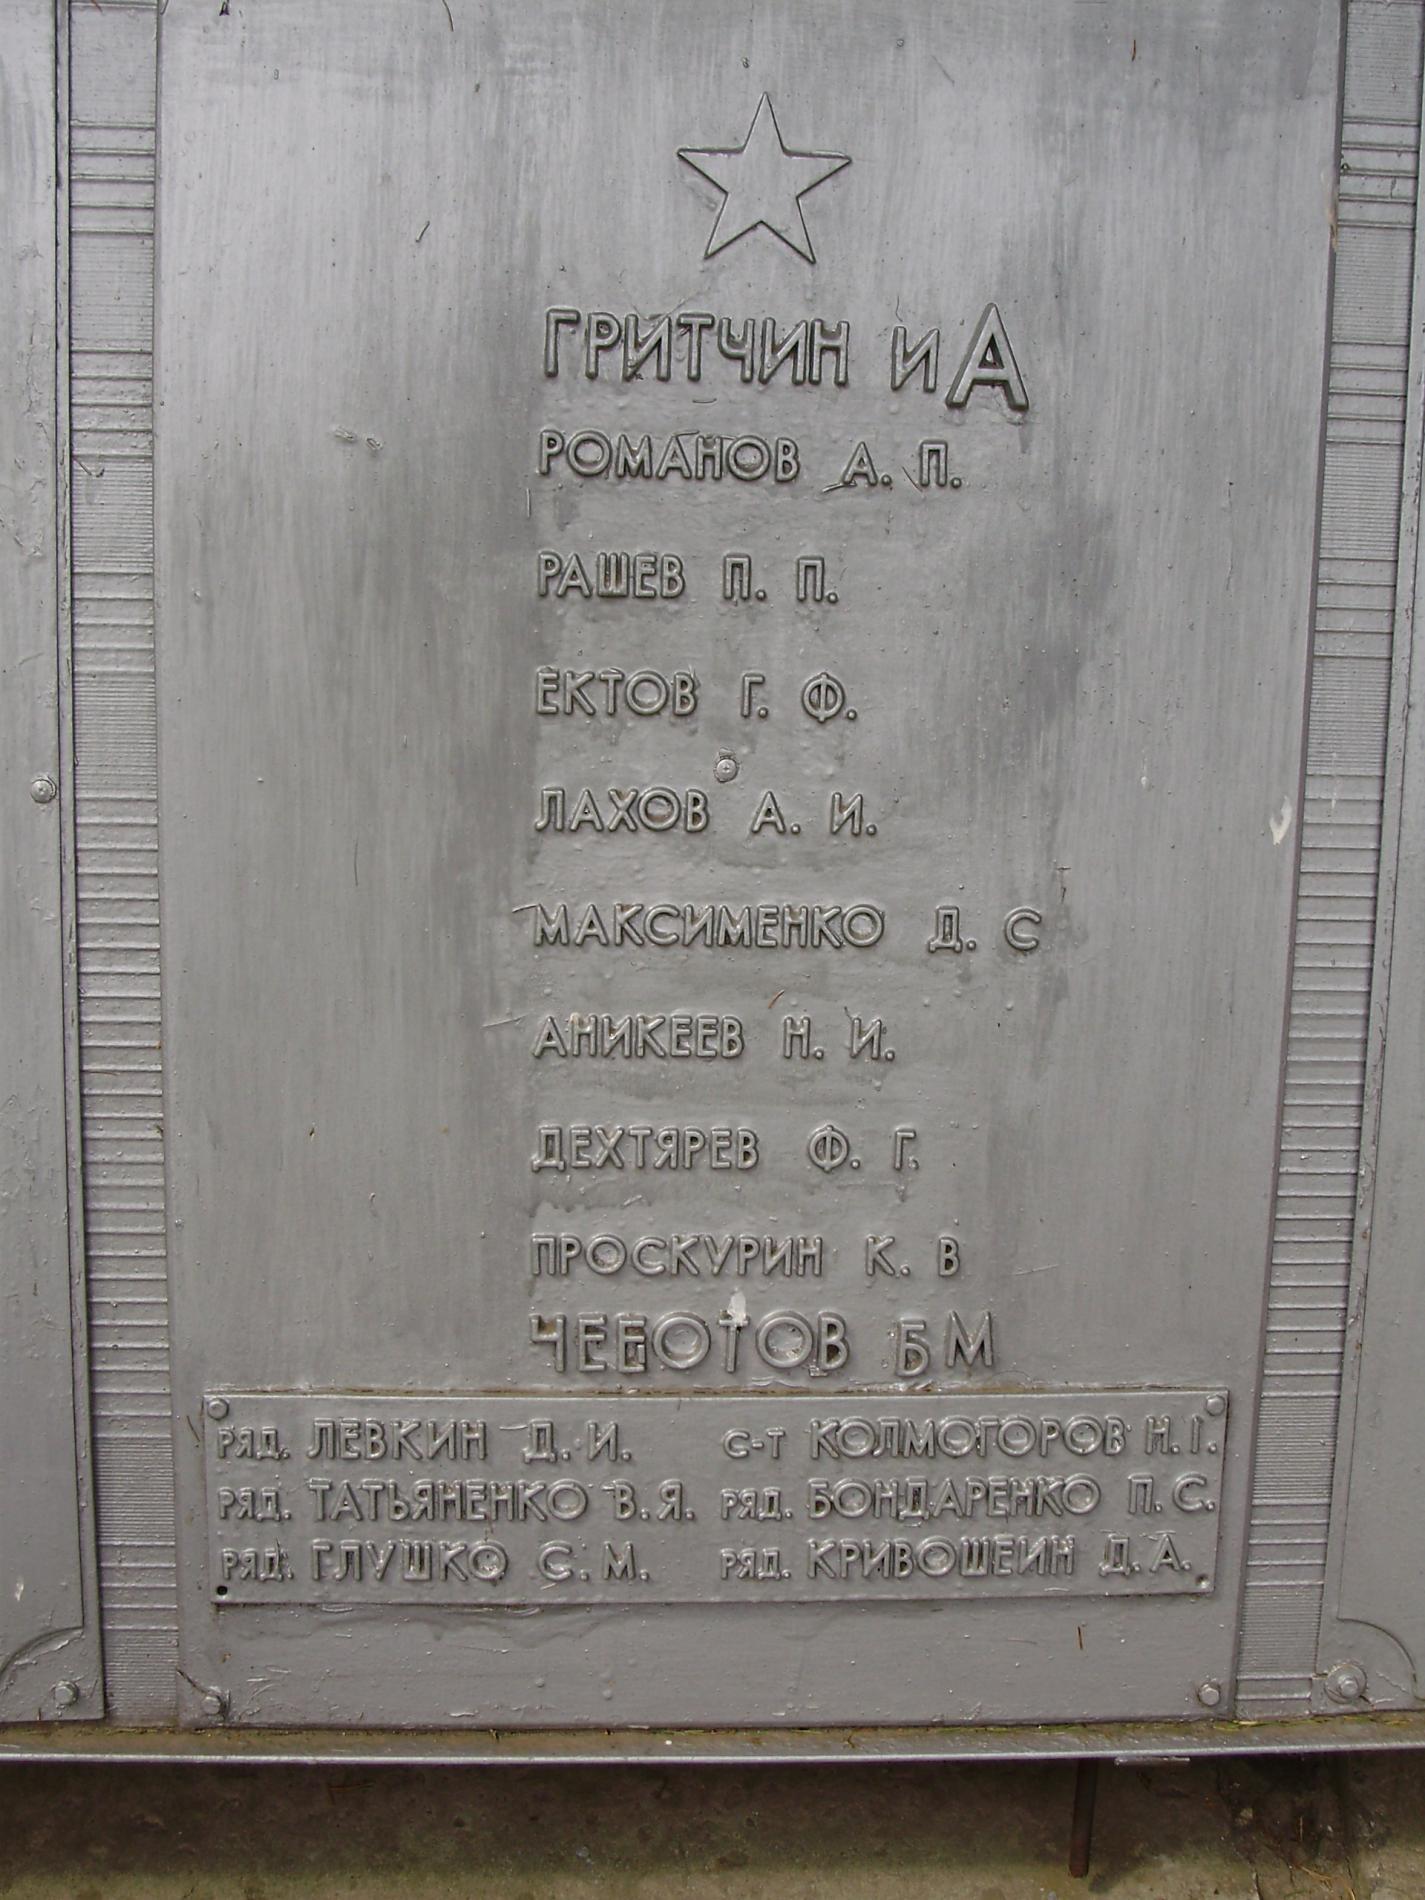 ГРИТЧИН И А
РОМАНОВ А. П.
РАШЕВ П. П.
ЕКТОВ Г. Ф.
ЛАХОВ А. И.
МАКСИМЕНКО Д. С
АНИКЕЕВ Н. И.
ДЕХТЯРЕВ Ф. Г.
ПРОСКУРИН К. В
ЧЕБОТОВ Б М
РЯД. ЛЕВКИН Д. И. С-Т КОЛМОГОРОВ Н. І.
РЯД. ТАТЬЯНЕНКО В. Я. РЯД. БОНДАРЕНКО П. С.
РЯД. ГЛУШКО С. М. РЯД. КРИВОШЕИН Д. А.